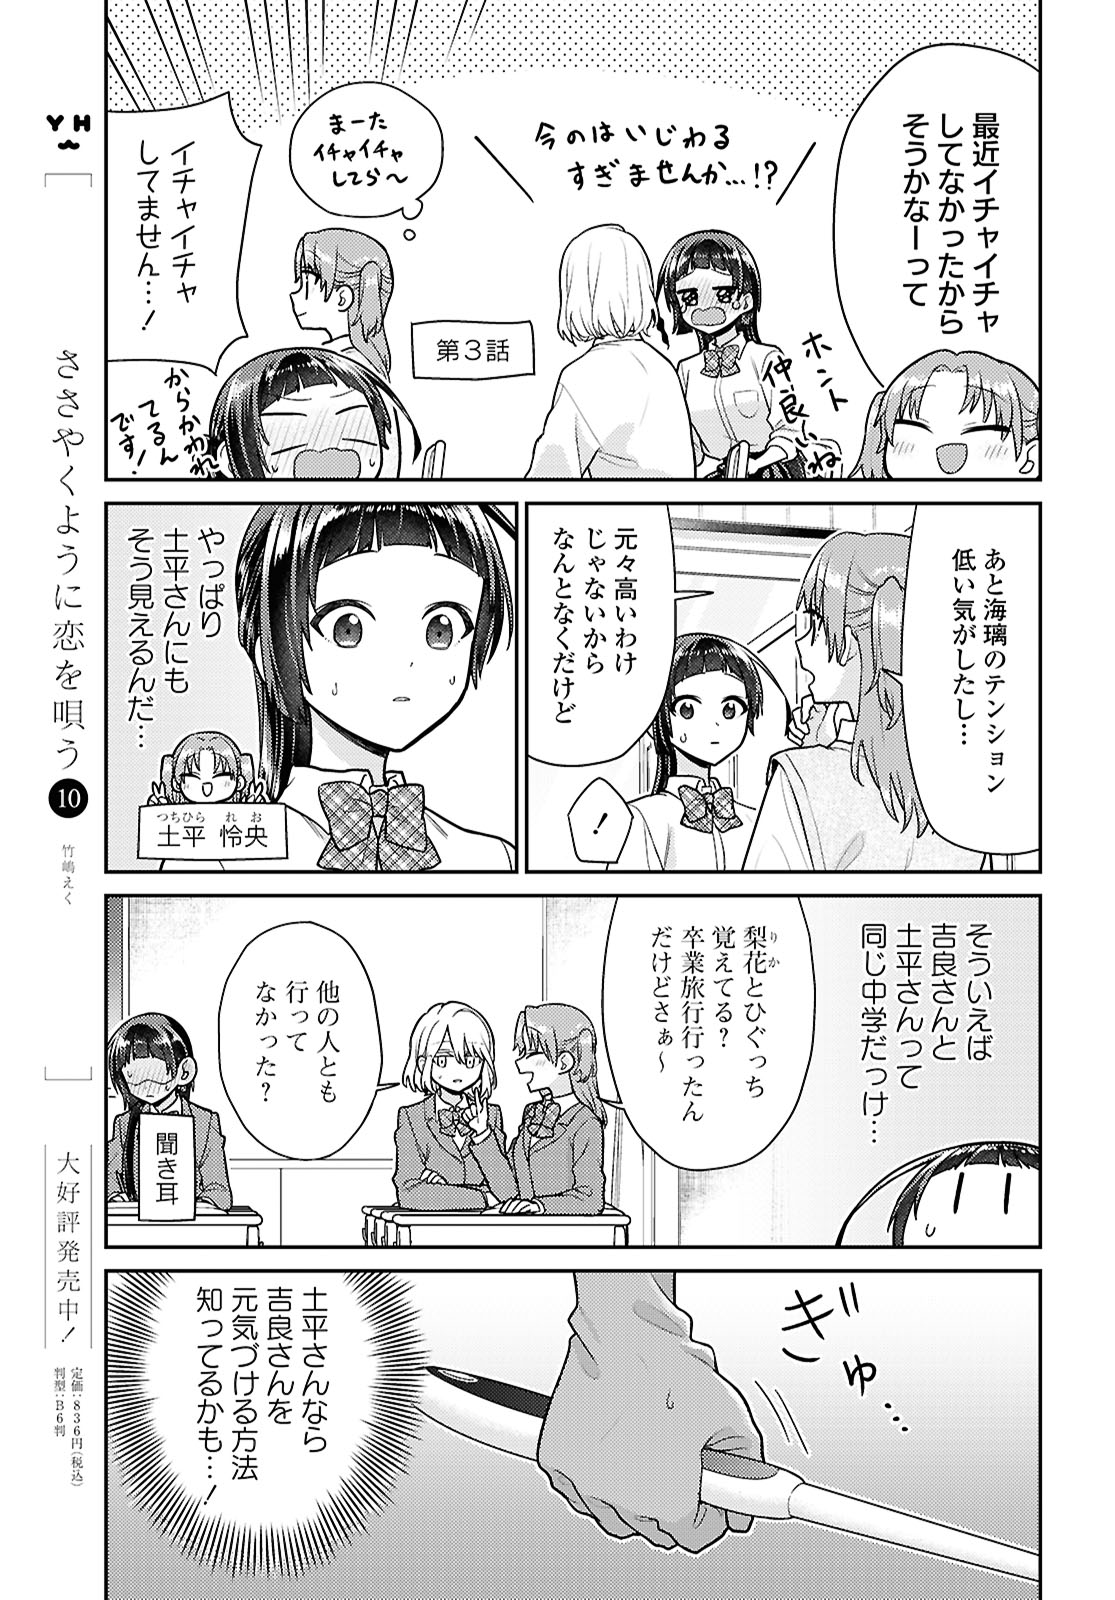 最近イチャイチャ
してなかったから
そうかなーって
ホント
仲良いね
今のはいじわる
すぎませんか…!?
まーた
イチャイチャ
してら〜
第3話
イチャイチャ
してません…!
からかわれ
てるん
です!
あと海璃のテンション
低い気がしたし…
元々高いわけ
じゃないから
なんとなくだけど
!
やっぱり
土平さんにも
そう見えるんだ…
つちひら れお
土平 怜央
そういえば
吉良さんと
土平さんって
同じ中学だっけ…
梨花とひぐっち
りか
覚えてる?
卒業旅行行ったん
だけどさぁ〜
他の人とも
行って
なかった?
聞き耳
ギュ…
土平さんなら
吉良さんを
元気づける方法
知ってるかも…!
YH
ささやくように恋を唄う
10
竹嶋えく
大好評発売中!
定価:836円(税込)
判型:B6判